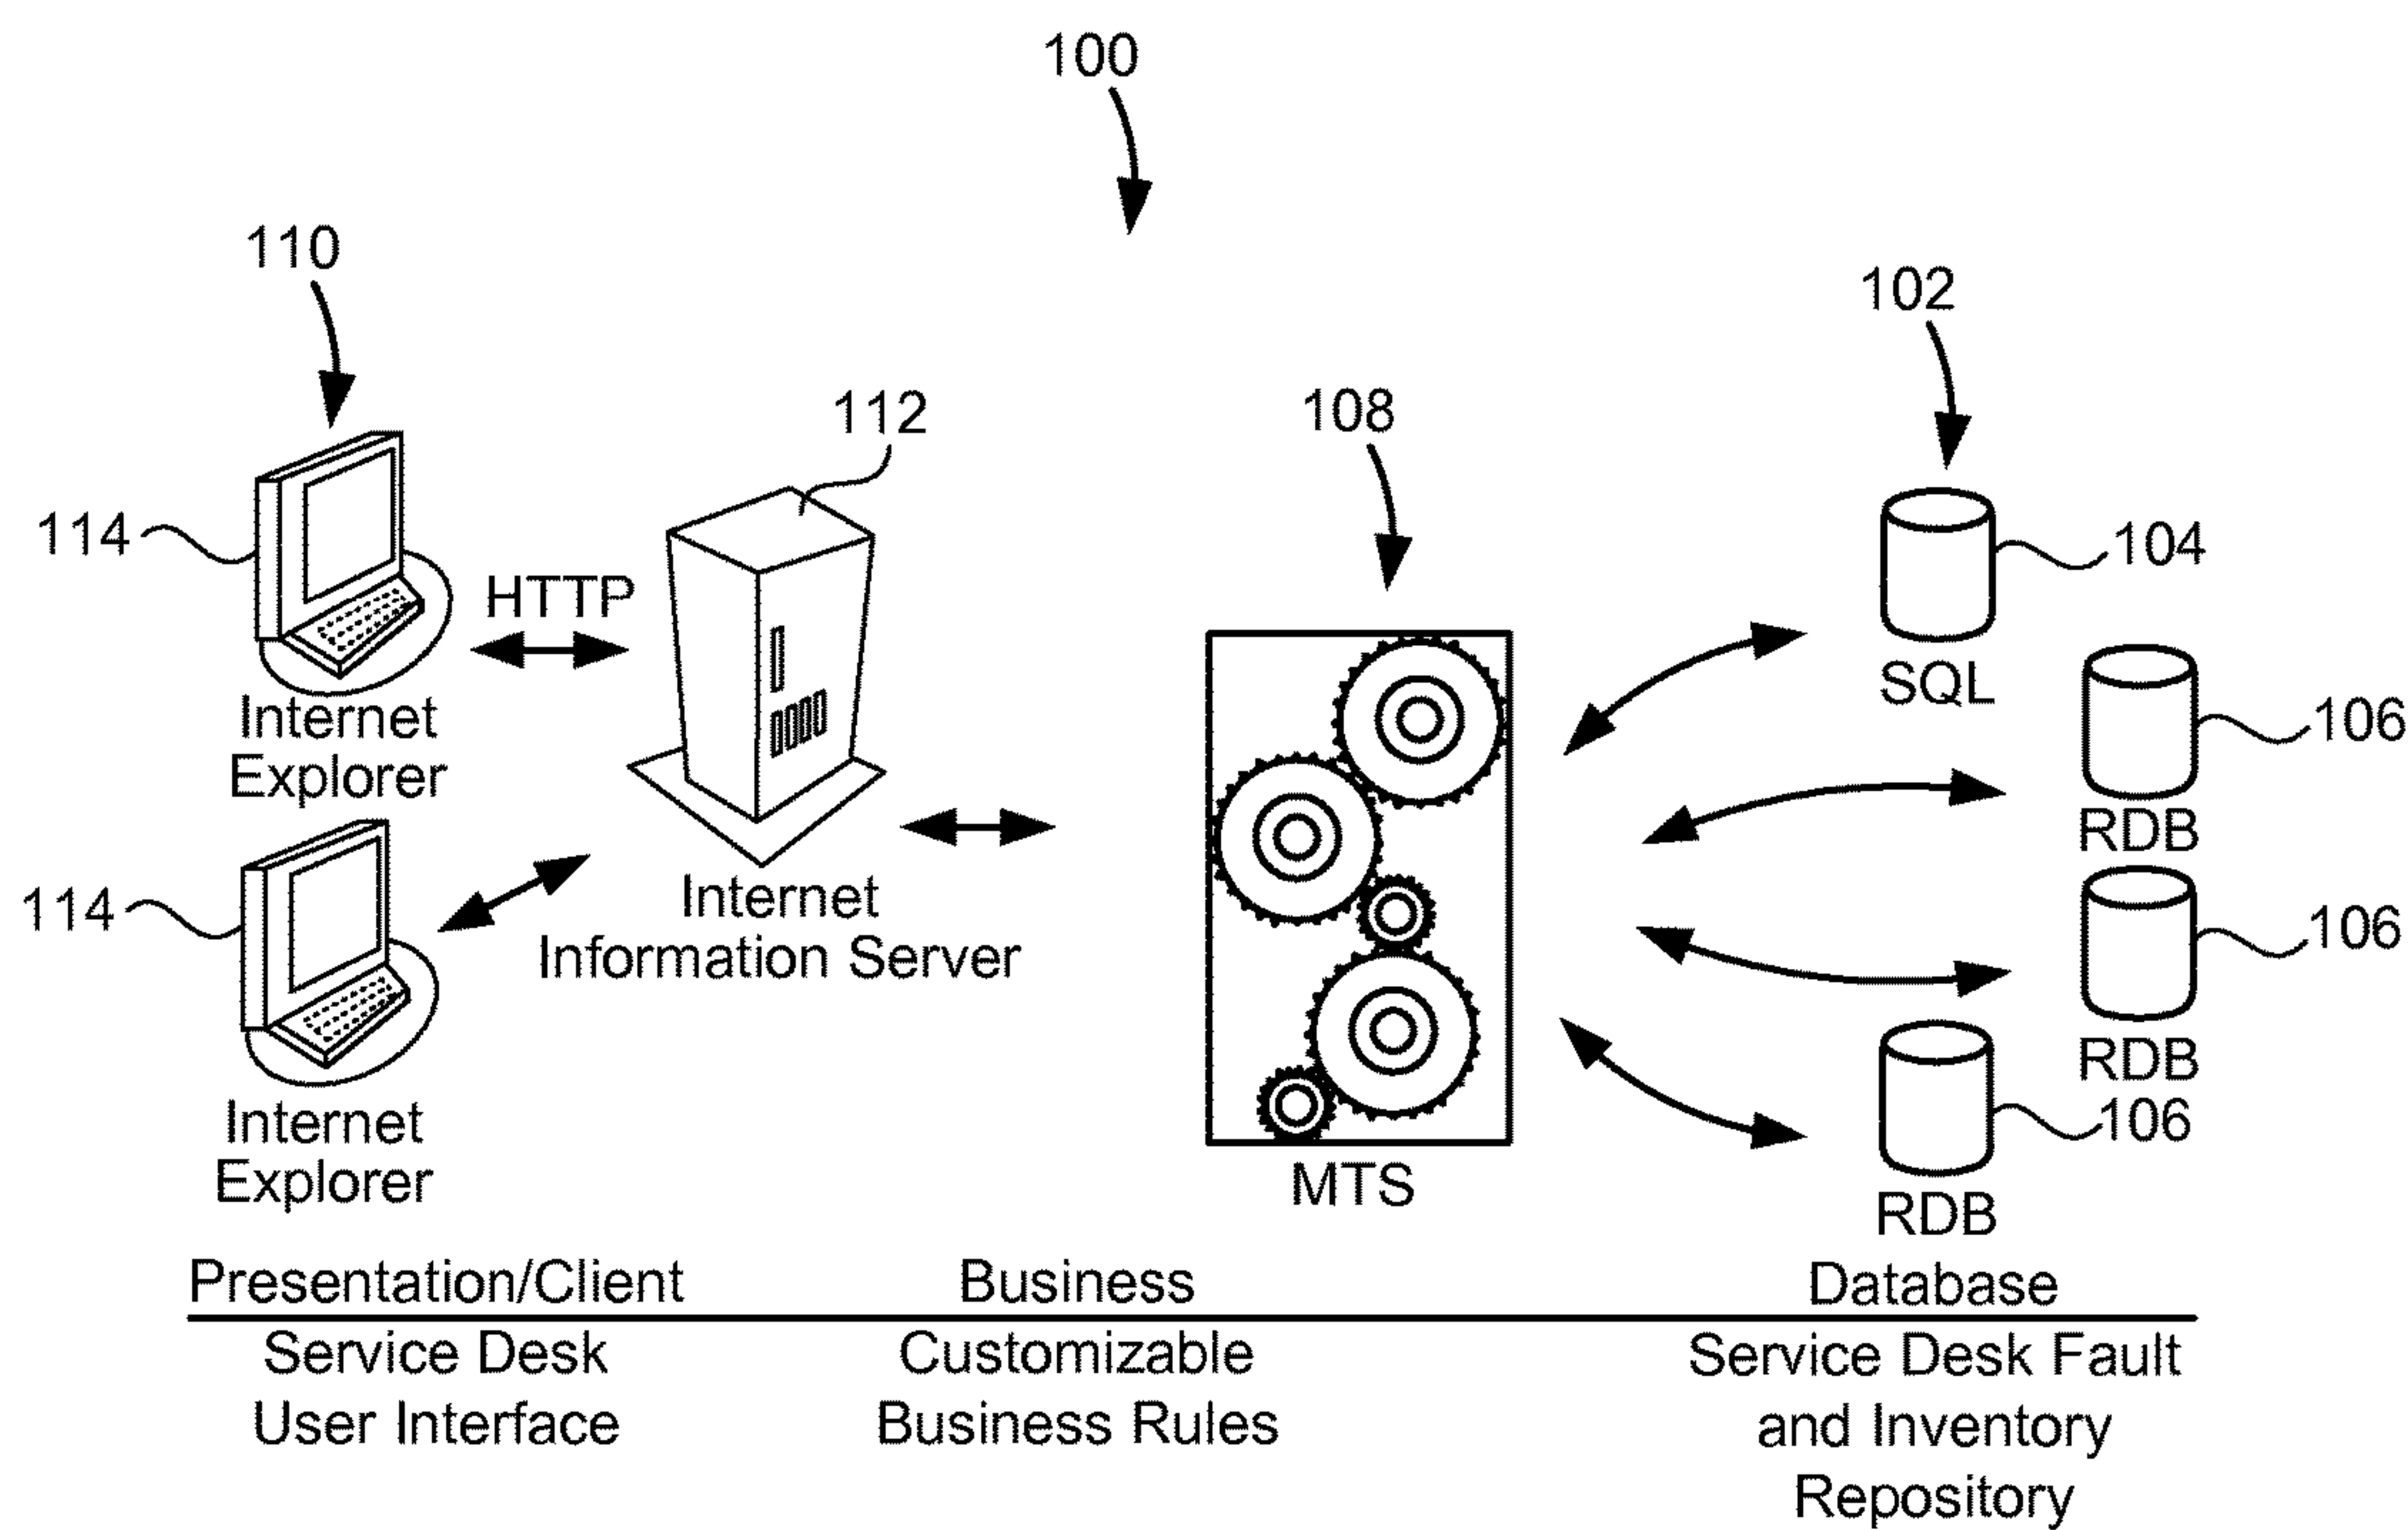 100
110
102
112
108
114
104
HTTP
SQL
106
Internet
Explorer
RDB
114
Internet
Information Server
106
RDB
106
Internet
Explorer
MTS
RDB
Presentation/Client
Business
Database
Service Desk
User Interface
Customizable
Business Rules
Service Desk Fault
and Inventory
Repository